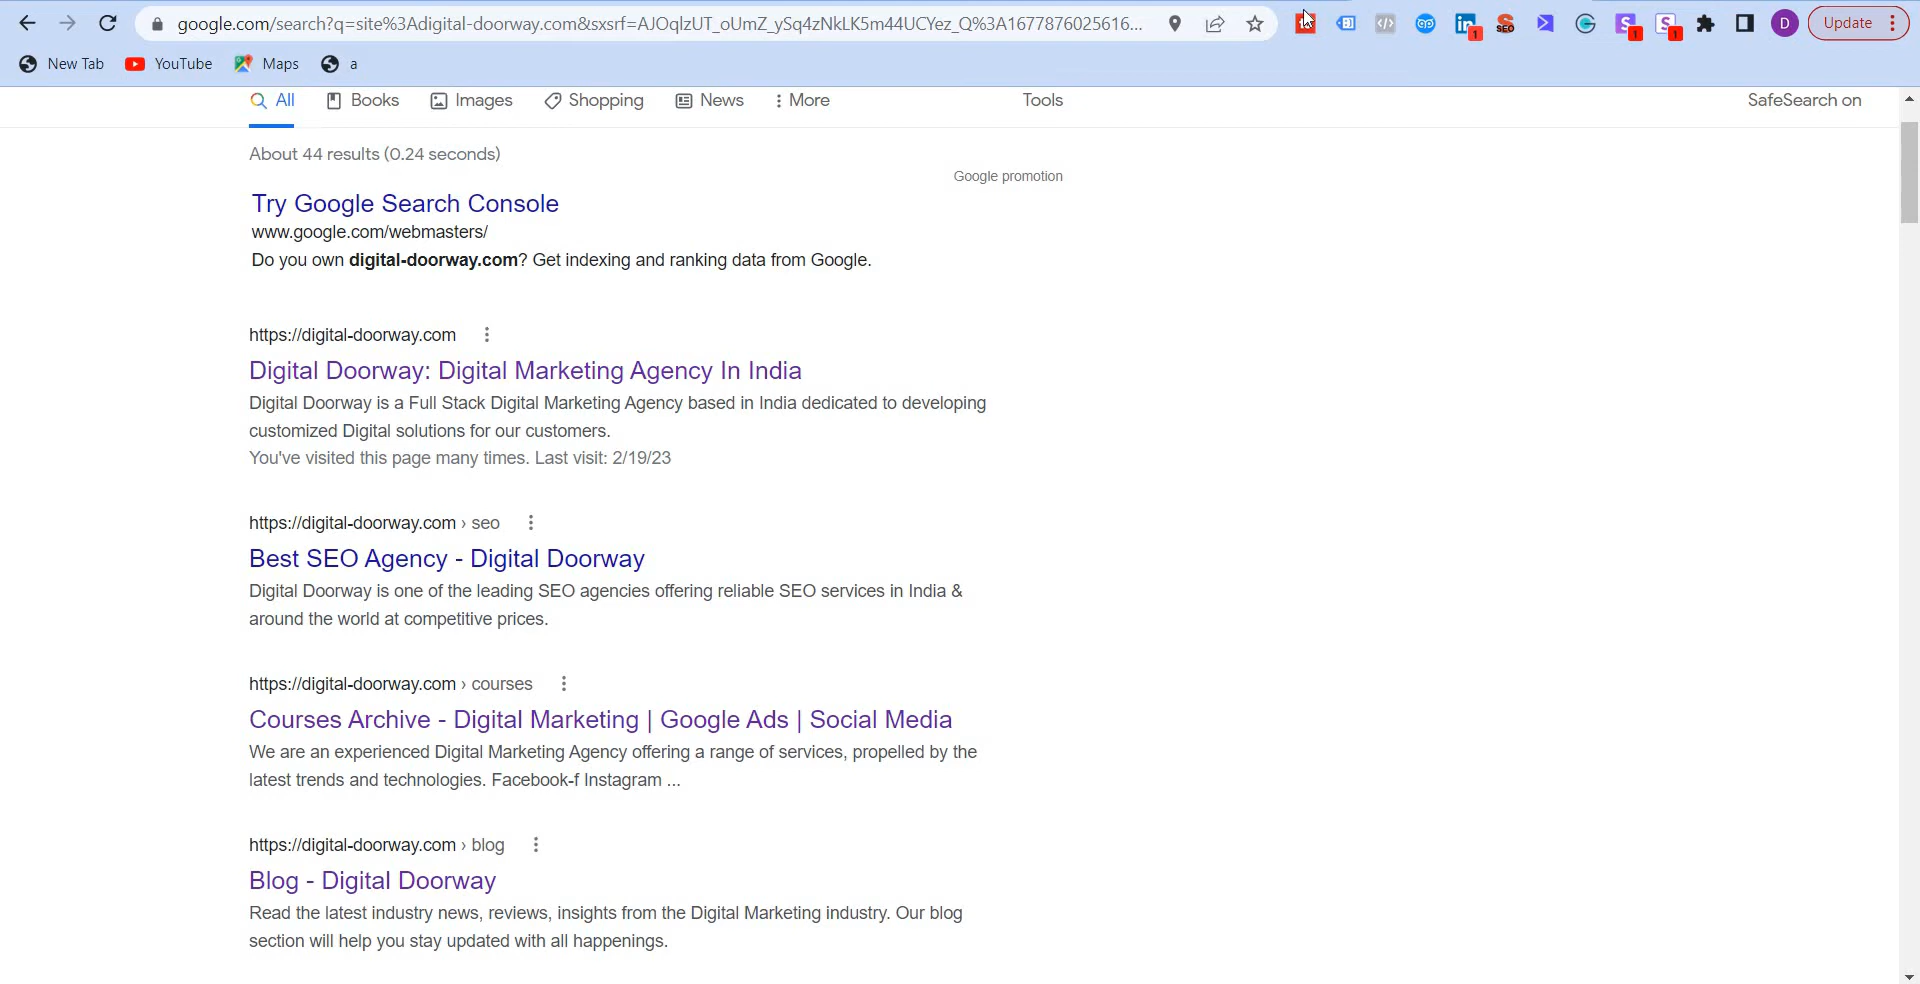 google.com/search?q=site%3Adigital-doorway.com&sxsrf=AJOqlzUT_oUmZ_ySq4zNkLK5m44UCYez_Q%3A1677876025616...
in 1
SEO
S 1
S 1
D
Update
New Tab YouTube Maps a
All Books Images Shopping News More Tools SafeSearch on
About 44 results (0.24 seconds)
Google promotion
Try Google Search Console
www.google.com/webmasters/
Do you own digital-doorway.com? Get indexing and ranking data from Google.
https://digital-doorway.com
Digital Doorway: Digital Marketing Agency In India
Digital Doorway is a Full Stack Digital Marketing Agency based in India dedicated to developing
customized Digital solutions for our customers.
You've visited this page many times. Last visit: 2/19/23
https://digital-doorway.com › seo
Best SEO Agency - Digital Doorway
Digital Doorway is one of the leading SEO agencies offering reliable SEO services in India &
around the world at competitive prices.
https://digital-doorway.com › courses
Courses Archive - Digital Marketing | Google Ads | Social Media
We are an experienced Digital Marketing Agency offering a range of services, propelled by the
latest trends and technologies. Facebook-f Instagram ...
https://digital-doorway.com › blog
Blog - Digital Doorway
Read the latest industry news, reviews, insights from the Digital Marketing industry. Our blog
section will help you stay updated with all happenings.